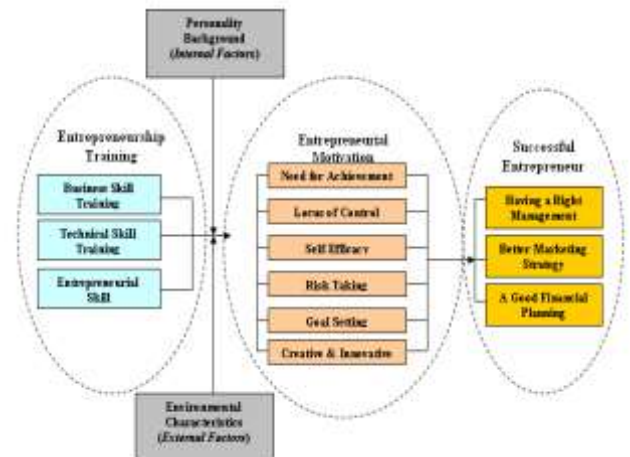 Personality
Background
(Internal Factors)
Entrepreneurship
Training
Business Skill
Training
Technical Skill
Training
Entrepreneurial
Skill
Entrepreneurial
Motivation
Need for Achievement
Locus of Control
Self Efficacy
Risk Taking
Goal Setting
Creative & Innovative
Successful
Entrepreneur
Having a Right
Management
Better Marketing
Strategy
A Good Financial
Planning
Environmental
Characteristics
(External Factors)